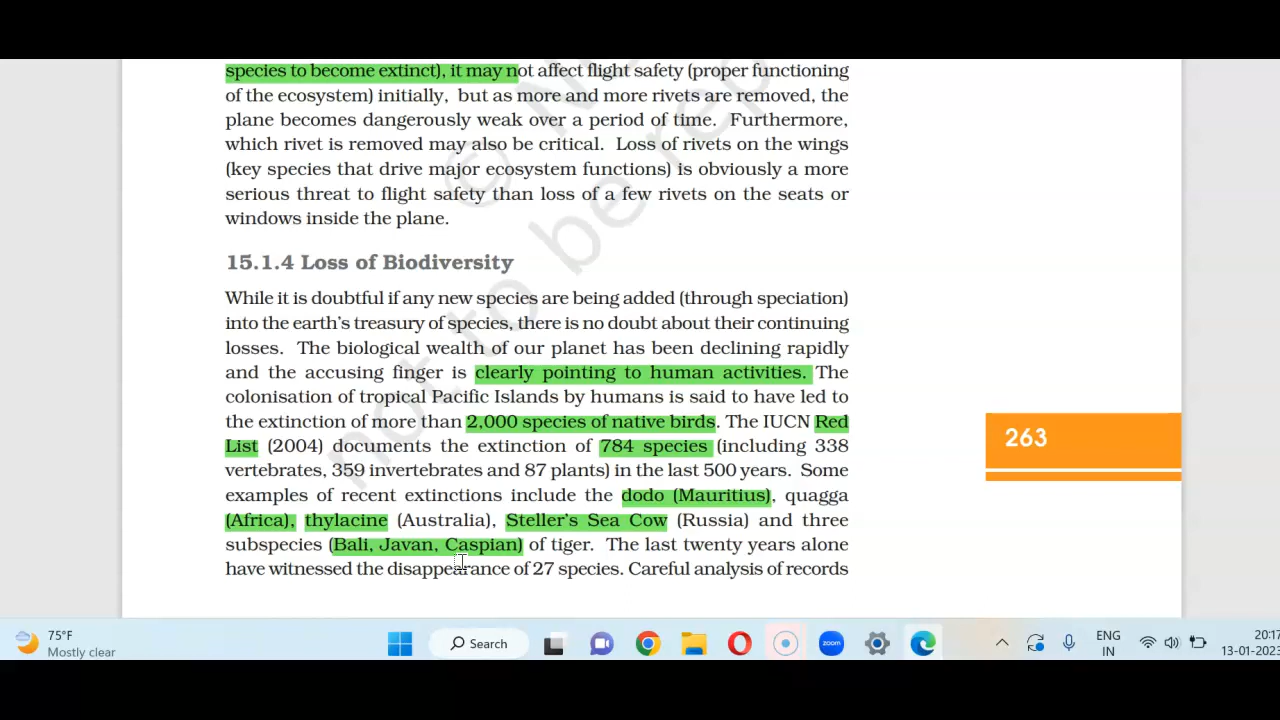 species to become extinct), it may not affect flight safety (proper functioning
of the ecosystem) initially, but as more and more rivets are removed, the
plane becomes dangerously weak over a period of time. Furthermore,
which rivet is removed may also be critical. Loss of rivets on the wings
(key species that drive major ecosystem functions) is obviously a more
serious threat to flight safety than loss of a few rivets on the seats or
windows inside the plane.
15.1.4 Loss of Biodiversity
While it is doubtful if any new species are being added (through speciation)
into the earth's treasury of species, there is no doubt about their continuing
losses. The biological wealth of our planet has been declining rapidly
and the accusing finger is clearly pointing to human activities. The
colonisation of tropical Pacific Islands by humans is said to have led to
the extinction of more than 2,000 species of native birds. The IUCN Red
List (2004) documents the extinction of 784 species (including 338
vertebrates, 359 invertebrates and 87 plants) in the last 500 years. Some
examples of recent extinctions include the dodo (Mauritius), quagga
(Africa), thylacine (Australia), Steller's Sea Cow (Russia) and three
subspecies (Bali, Javan, Caspian) of tiger. The last twenty years alone
have witnessed the disappearance of 27 species. Careful analysis of records
263
©
not to be rep
75°F
Mostly clear
Search
zoom
ENG
IN
20:17
13-01-2023